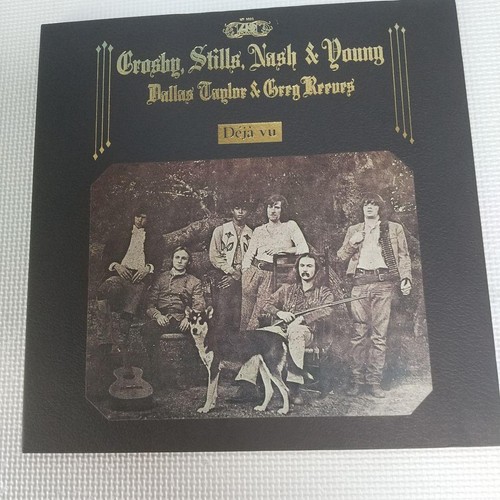 Crosby, Stills, Nash & Young
Dallas Taylor & Greg Reeves
Déjà vu